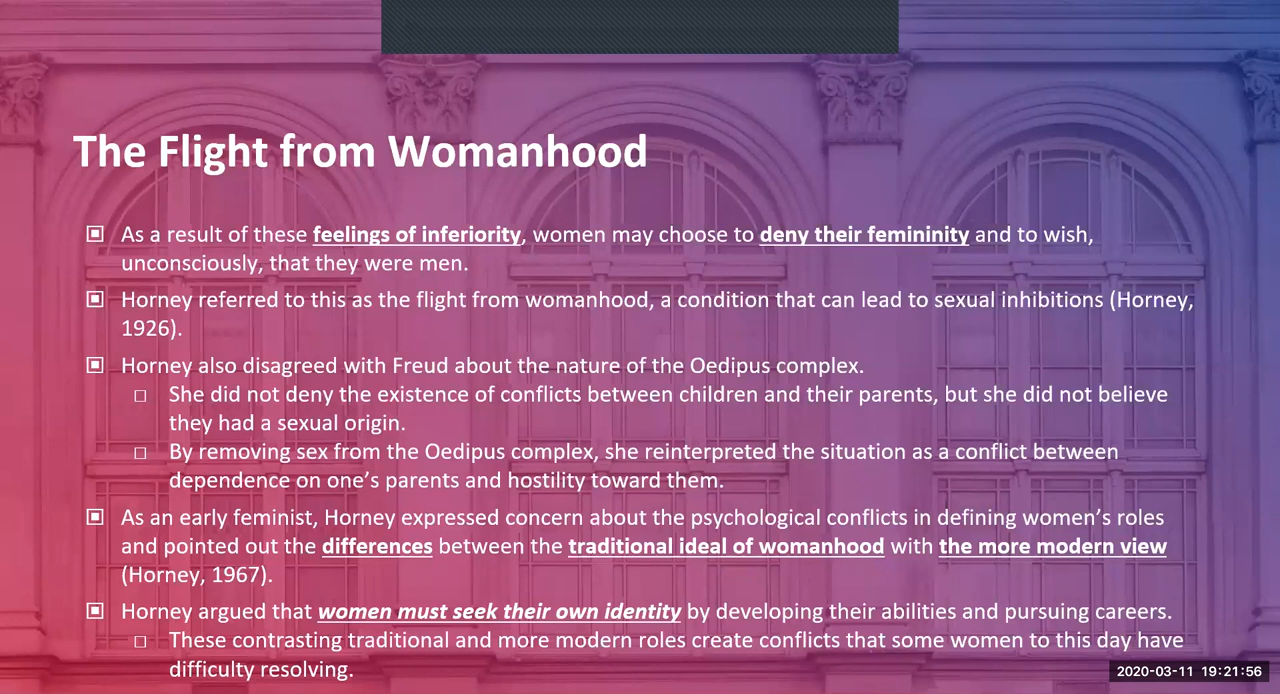 The Flight from Womanhood
As a result of these feelings of inferiority, women may choose to deny their femininity and to wish,
unconsciously, that they were men.
Horney referred to this as the flight from womanhood, a condition that can lead to sexual inhibitions (Horney,
1926).
Horney also disagreed with Freud about the nature of the Oedipus complex.
She did not deny the existence of conflicts between children and their parents, but she did not believe
they had a sexual origin.
By removing sex from the Oedipus complex, she reinterpreted the situation as a conflict between
dependence on one’s parents and hostility toward them.
As an early feminist, Horney expressed concern about the psychological conflicts in defining women’s roles
and pointed out the differences between the traditional ideal of womanhood with the more modern view
(Horney, 1967).
Horney argued that women must seek their own identity by developing their abilities and pursuing careers.
These contrasting traditional and more modern roles create conflicts that some women to this day have
difficulty resolving.
2020-03-11 19:21:56